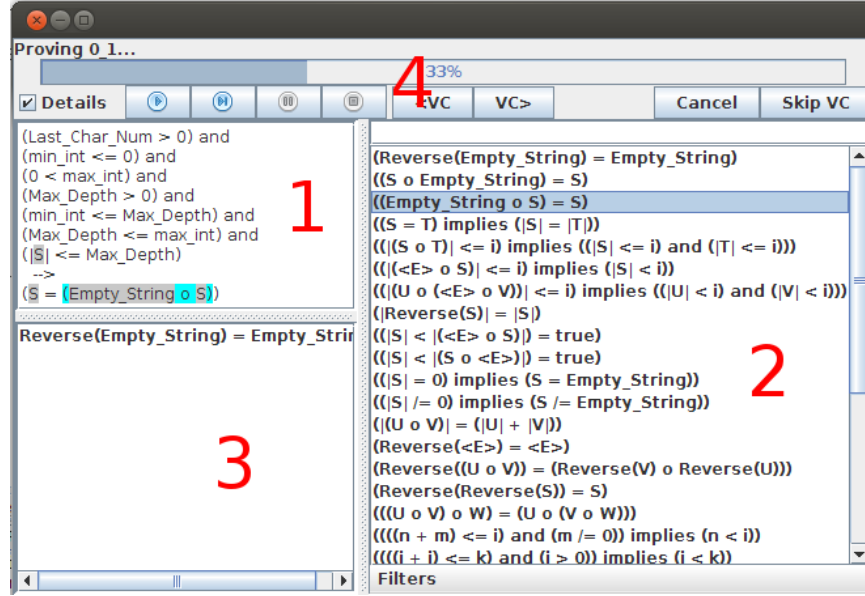 Proving 0_1...
33%
4
Details
<VC
VC>
Cancel
Skip VC
(Last_Char_Num > 0) and
(min_int <= 0) and
(0 < max_int) and
(Max_Depth > 0) and
(min_int <= Max_Depth) and
(Max_Depth <= max_int) and
(|S| <= Max_Depth)
-->
(S = (Empty_String o S))
1
Reverse(Empty_String) = Empty_Strin
3
(Reverse(Empty_String) = Empty_String)
((S o Empty_String) = S)
((Empty_String o S) = S)
((S = T) implies (|S| = |T|))
((|(S o T)| <= i) implies ((|S| <= i) and (|T| <= i)))
((|(<E> o S)| <= i) implies (|S| < i))
((|(U o (<E> o V))| <= i) implies ((|U| < i) and (|V| < i)))
(|Reverse(S)| = |S|)
((|S| < |(<E> o S)|) = true)
((|S| < |(S o <E>)|) = true)
((|S| = 0) implies (S = Empty_String))
((|S| /= 0) implies (S /= Empty_String))
(|(U o V)| = (|U| + |V|))
(Reverse(<E>) = <E>)
(Reverse((U o V)) = (Reverse(V) o Reverse(U)))
(Reverse(Reverse(S)) = S)
(((U o V) o W) = (U o (V o W)))
((((n + m) <= i) and (m /= 0)) implies (n < i))
((((i + j) <= k) and (i > 0)) implies (j < k))
2
Filters